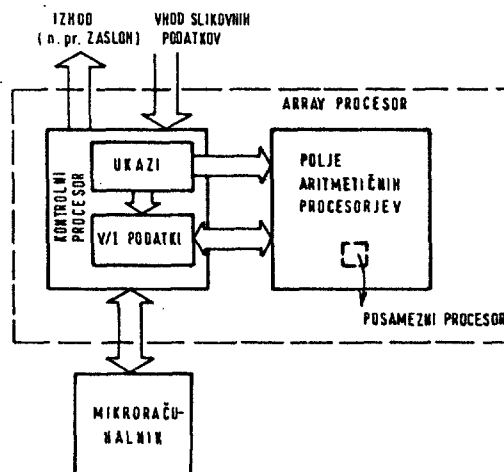 IZHOD
(n.pr. ZASLON)
VHOD SLIKOVNIH
PODATKOV
ARRAY PROCESOR
KONTROLNI
PROCESOR
UKAZI
V/I PODATKI
POLJE
ARITMETIČNIH
PROCESORJEV
POSAMEZNI PROCESOR
MIKRORAČU-
NALNIK